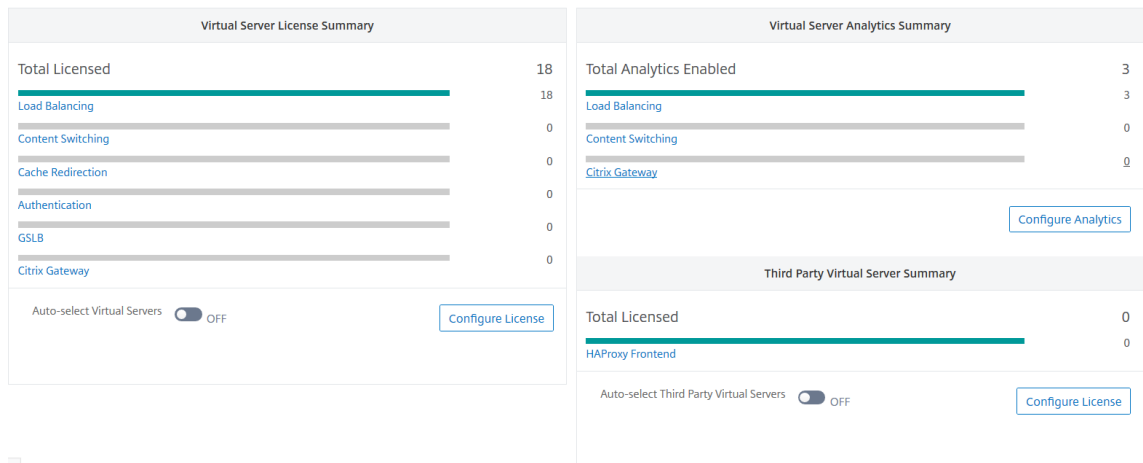 Virtual Server License Summary
Total Licensed 18
18
Load Balancing
0
Content Switching
0
Cache Redirection
0
Authentication
0
GSLB
0
Citrix Gateway
Auto-select Virtual Servers OFF
Configure License
Virtual Server Analytics Summary
Total Analytics Enabled 3
3
Load Balancing
0
Content Switching
0
Citrix Gateway
Configure Analytics
Third Party Virtual Server Summary
Total Licensed 0
0
HAProxy Frontend
Auto-select Third Party Virtual Servers OFF
Configure License